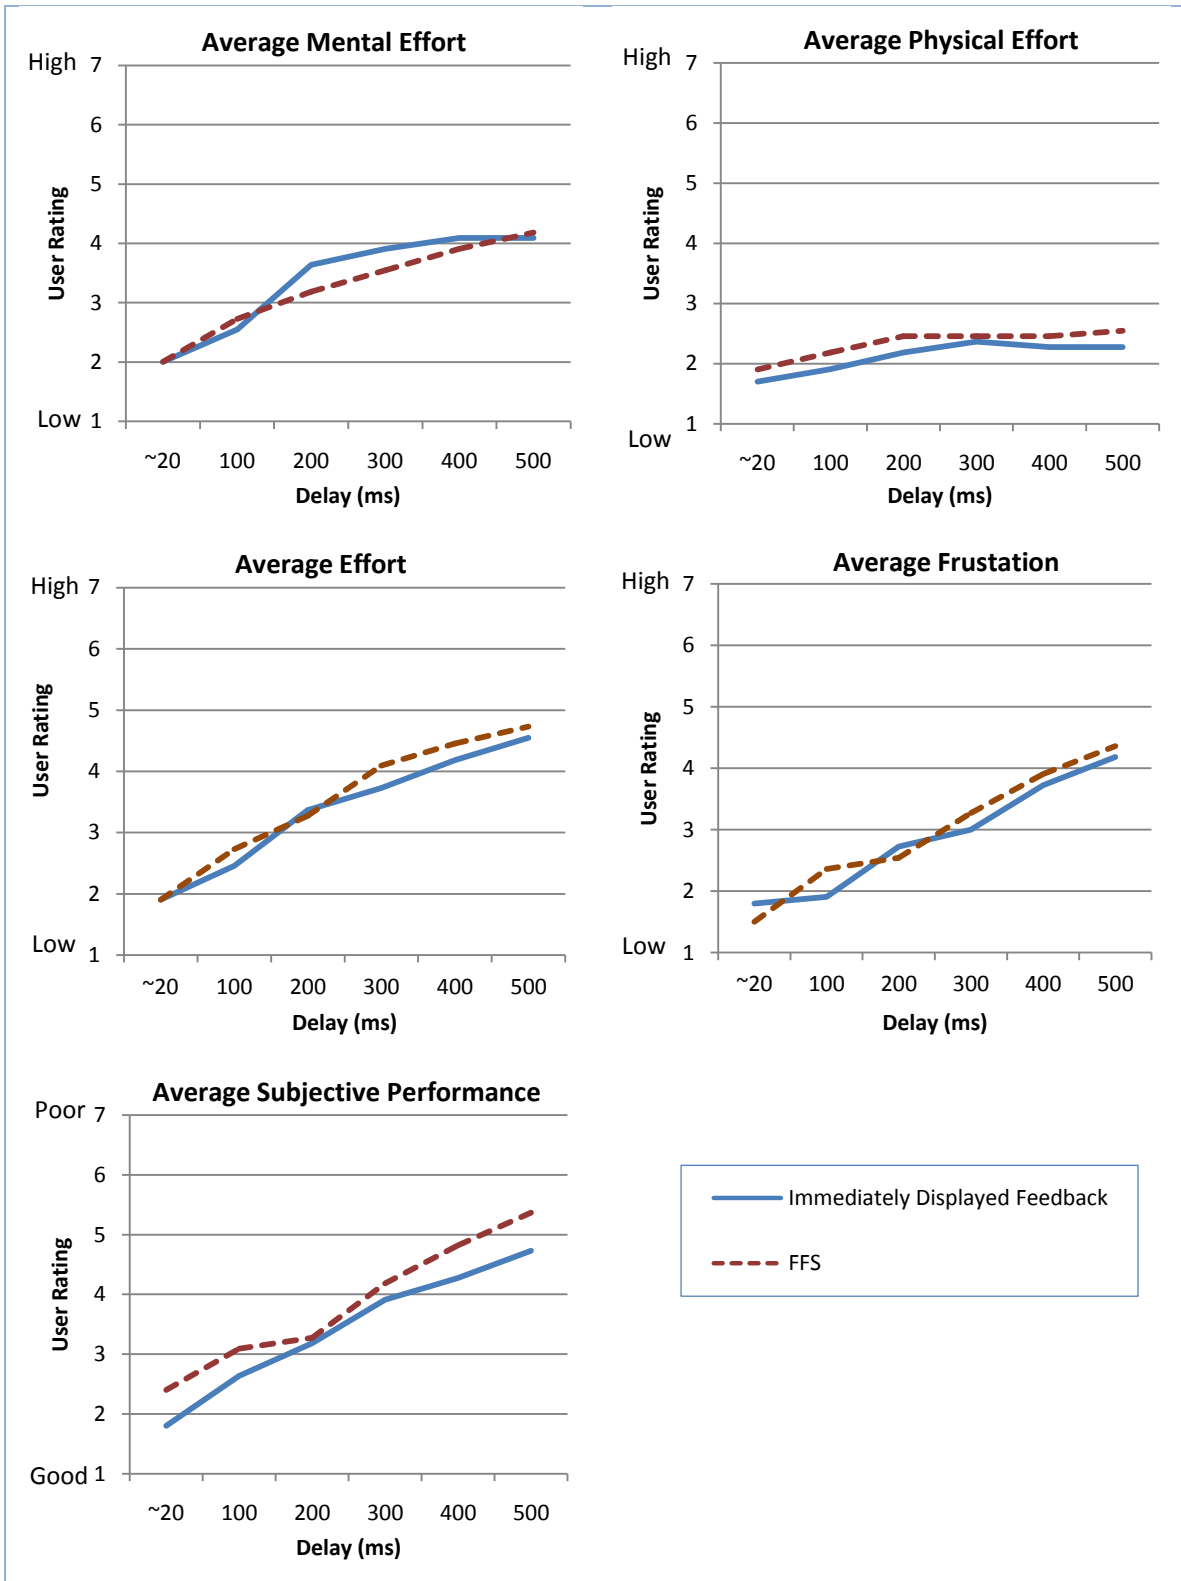 Average Mental Effort
High
7
6
5
4
3
2
Low 1
User Rating
~20 100 200 300 400 500
Delay (ms)
Average Physical Effort
High
7
6
5
4
3
2
1
Low
User Rating
~20 100 200 300 400 500
Delay (ms)
Average Effort
High 7
6
5
4
3
2
Low
1
User Rating
~20 100 200 300 400 500
Delay (ms)
Average Frustation
High
7
6
5
4
3
2
Low 1
User Rating
~20 100 200 300 400 500
Delay (ms)
Average Subjective Performance
Poor 7
6
5
4
3
2
Good 1
User Rating
~20 100 200 300 400 500
Delay (ms)
Immediately Displayed Feedback
FFS